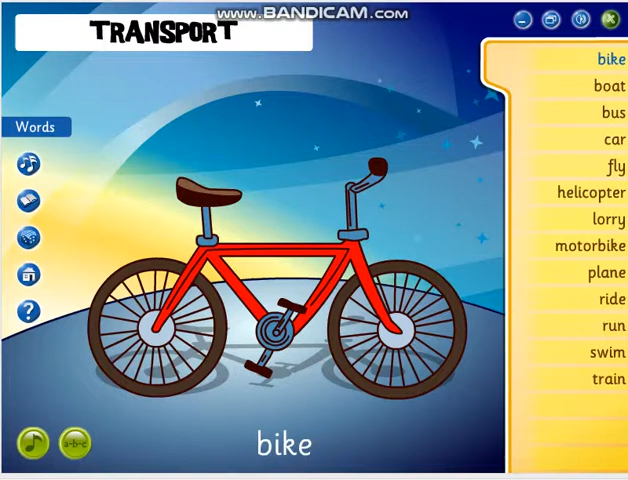 www.BANDICAM.com
TRANSPORT
Words
bike
boat
bus
car
fly
helicopter
lorry
motorbike
plane
ride
run
swim
train
?
a-b-c
bike